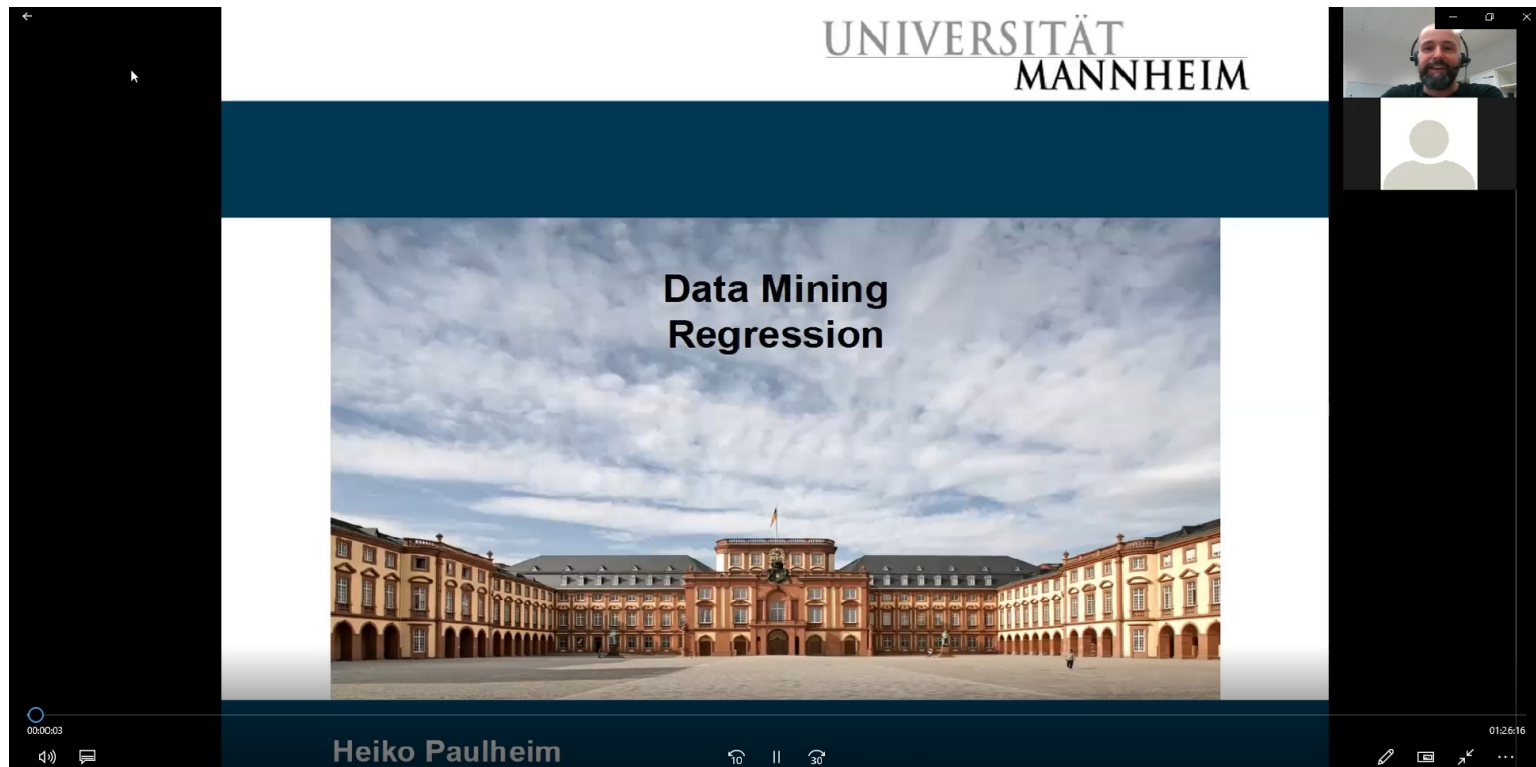 UNIVERSITÄT
MANNHEIM
Data Mining
Regression
00:00:03
01:26:16
Heiko Paulheim
10
30